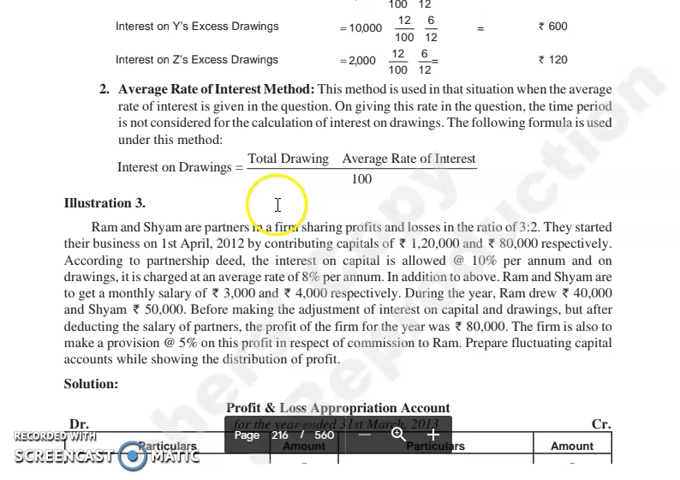 100 12
Interest on Y's Excess Drawings = 10,000 12 6 = ₹ 600
100 12
Interest on Z's Excess Drawings = 2,000 12 6 = ₹ 120
100 12
2. Average Rate of Interest Method: This method is used in that situation when the average
rate of interest is given in the question. On giving this rate in the question, the time period
is not considered for the calculation of interest on drawings. The following formula is used
under this method:
Interest on Drawings = Total Drawing Average Rate of Interest
100
Illustration 3.
Ram and Shyam are partners in a firm sharing profits and losses in the ratio of 3:2. They started
their business on 1st April, 2012 by contributing capitals of ₹ 1,20,000 and ₹ 80,000 respectively.
According to partnership deed, the interest on capital is allowed @ 10% per annum and on
drawings, it is charged at an average rate of 8% per annum. In addition to above. Ram and Shyam are
to get a monthly salary of ₹ 3,000 and ₹ 4,000 respectively. During the year, Ram drew ₹ 40,000
and Shyam ₹ 50,000. Before making the adjustment of interest on capital and drawings, but after
deducting the salary of partners, the profit of the firm for the year was ₹ 80,000. The firm is also to
make a provision @ 5% on this profit in respect of commission to Ram. Prepare fluctuating capital
accounts while showing the distribution of profit.
Solution:
Profit & Loss Appropriation Account
Dr. for the year ended 31st March, 2013 Cr.
Page 216 / 560
Particulars Amount Particulars Amount
RECORDED WITH
SCREENCAST MATIC